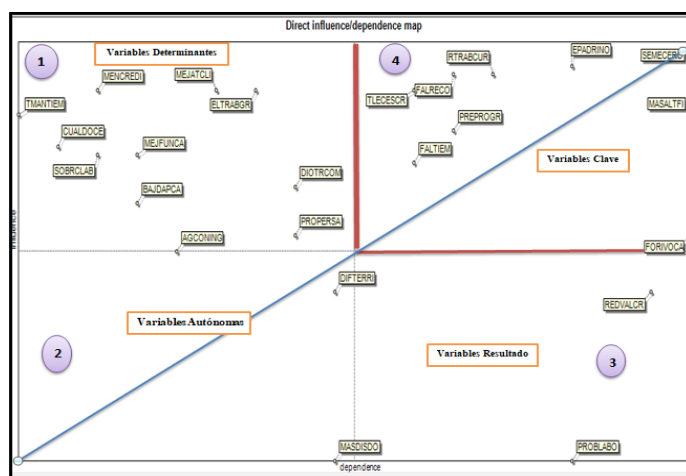 Direct influence/dependence map
1
Variables Determinantes
4
RTRABCUR
EPADRINO
SEMECERO
MENCREDI
MEJATCLI
ELTRABGR
TLECESCR
FALRECO
MASALTFI
TMANTIEM
CUALDOCE
MEJFUNCA
PREPROGR
FALTIEM
SOBRCLAB
Variables Clave
BAJDAPCA
DIOTRCOM
PROPERSA
AGCONING
FORIVOCA
DIFTERRI
REDVALCR
Variables Autónomas
2
Variables Resultado
3
MASDISDO
PROBLABO
dependence